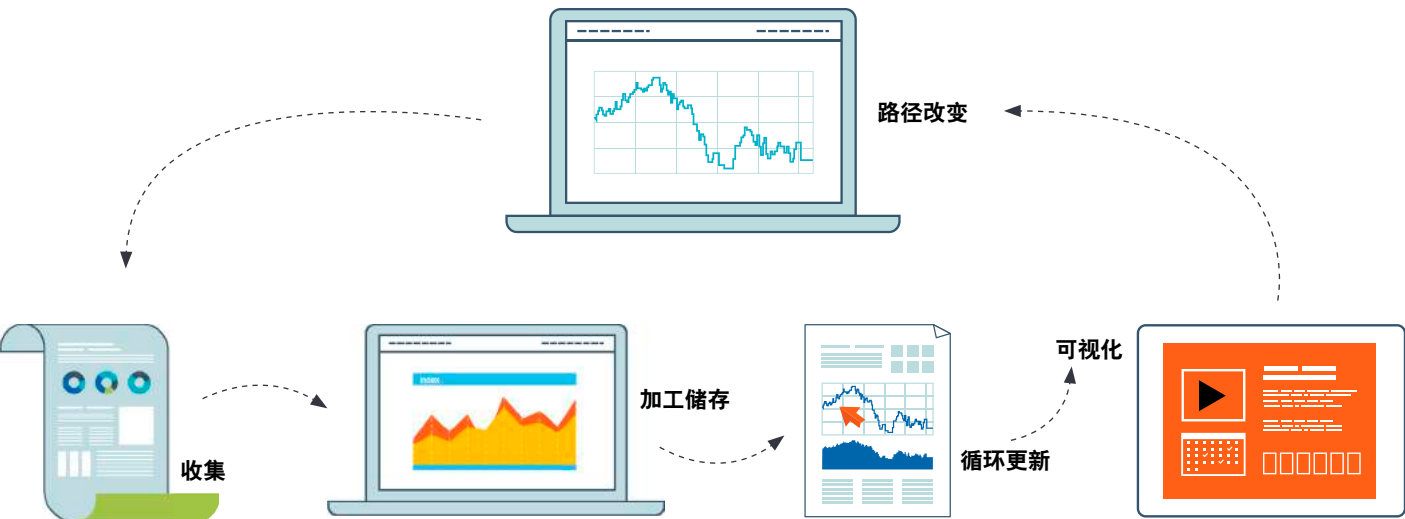 路径改变
可视化
index
加工储存
循环更新
收集